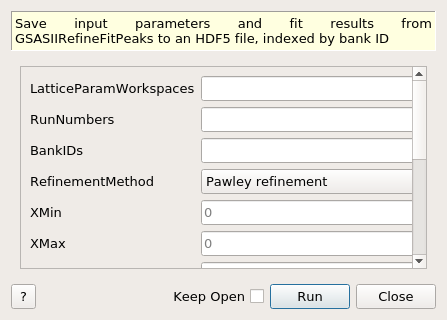 Save input parameters and fit results from
GSASIIRefineFitPeaks to an HDF5 file, indexed by bank ID
LatticeParamWorkspaces
RunNumbers
BankIDs
RefinementMethod Pawley refinement
XMin 0
XMax 0
? Keep Open Run Close